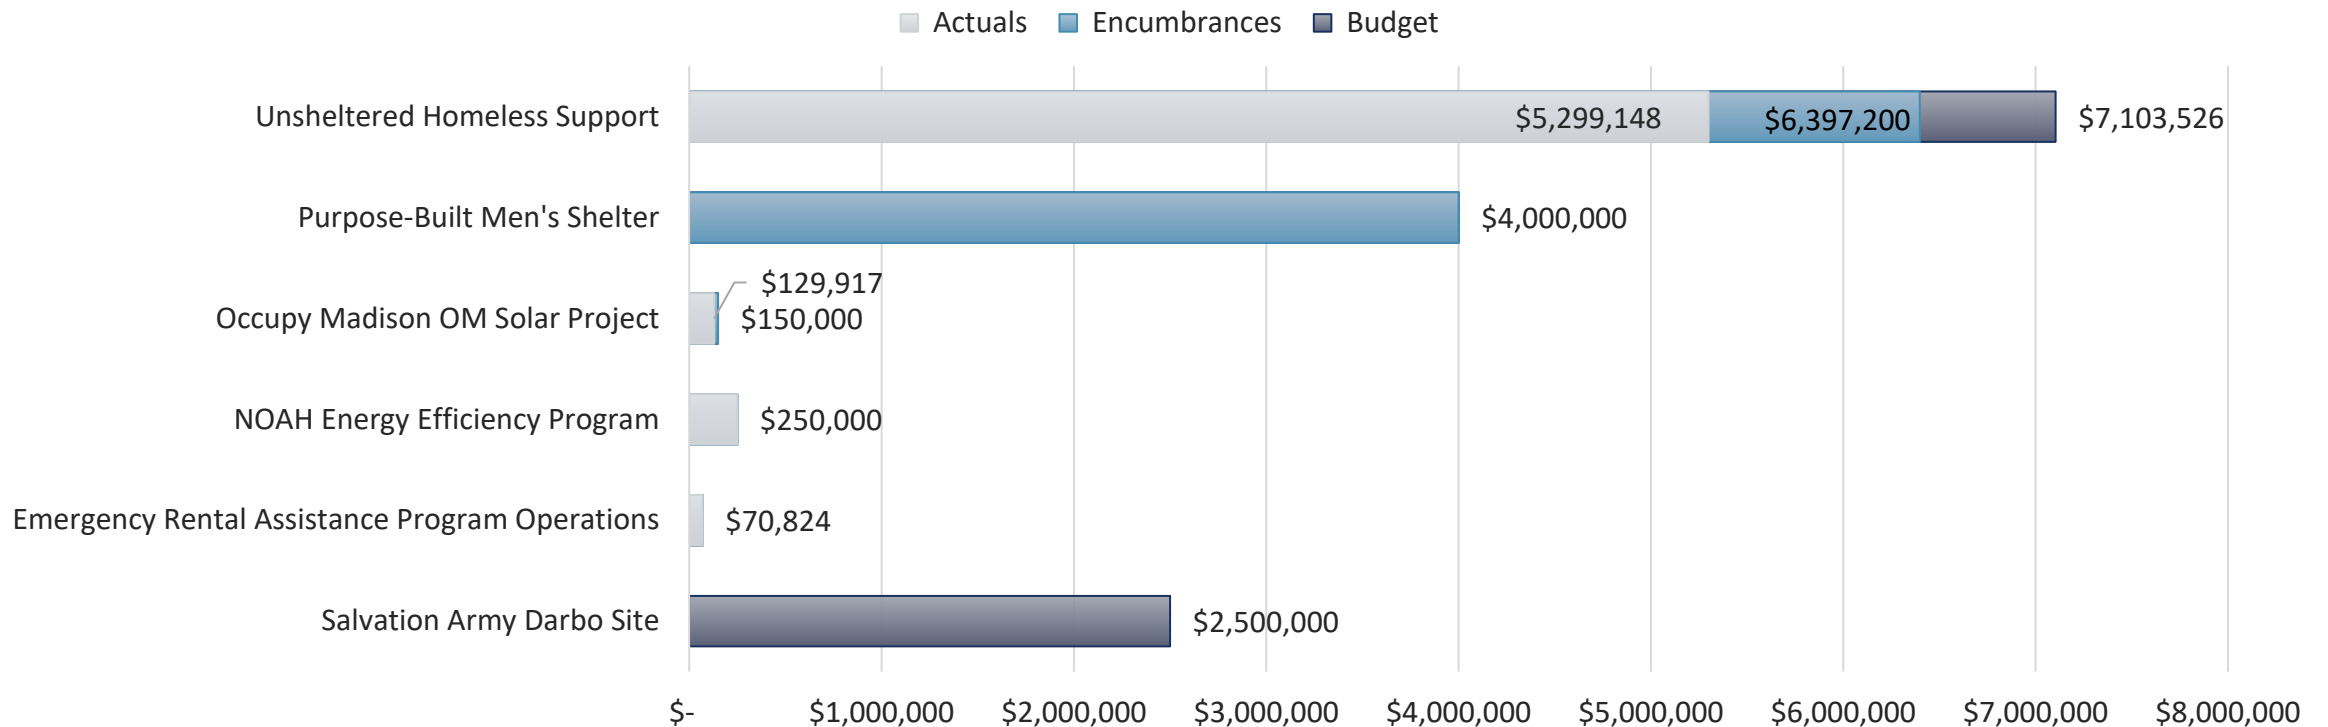 Actuals Encumbrances Budget
Unsheltered Homeless Support $5,299,148 $6,397,200 $7,103,526
Purpose-Built Men's Shelter $4,000,000
$129,917
Occupy Madison OM Solar Project $150,000
NOAH Energy Efficiency Program $250,000
Emergency Rental Assistance Program Operations $70,824
Salvation Army Darbo Site $2,500,000
$- $1,000,000 $2,000,000 $3,000,000 $4,000,000 $5,000,000 $6,000,000 $7,000,000 $8,000,000